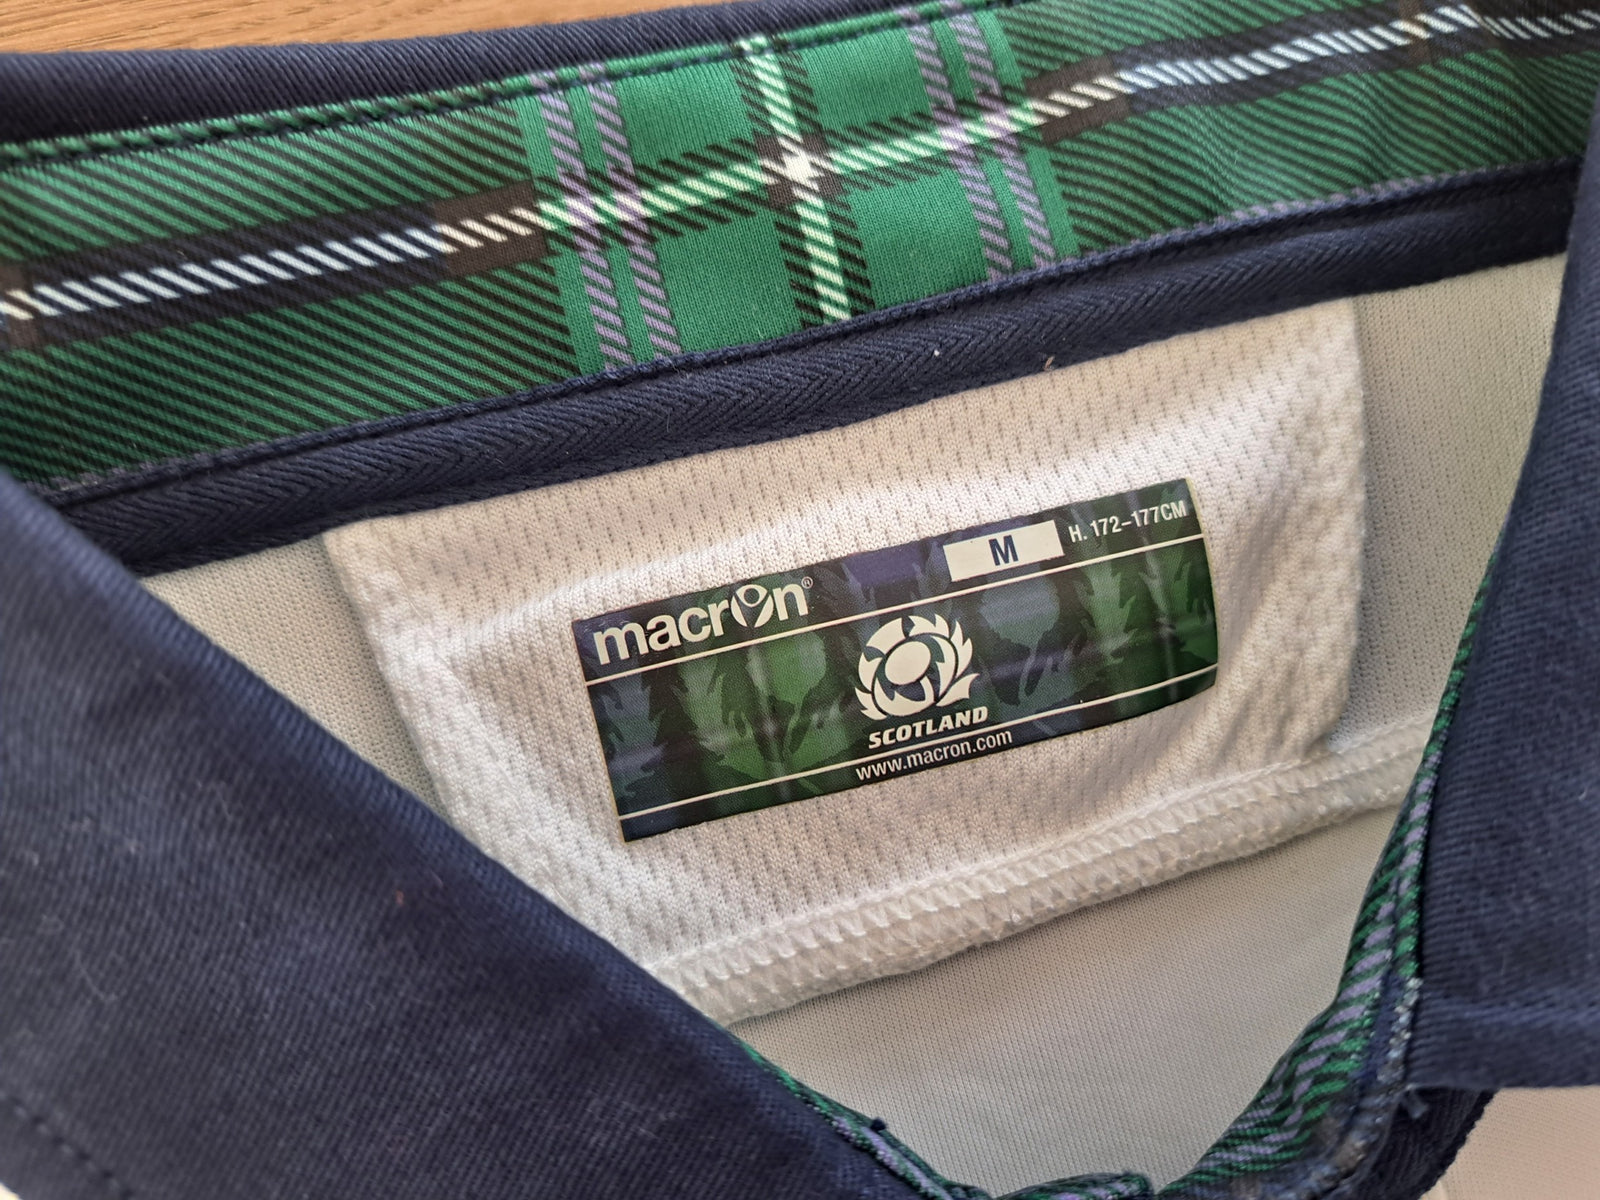 macron®
M H. 172-177CM
SCOTLAND
www.macron.com